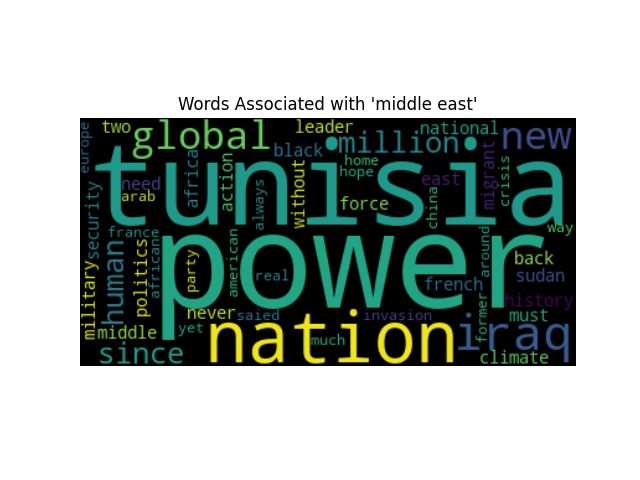 Words Associated with 'middle east'
europe two global leader million national new
black
tunisia
need arab africa action always without home hope force east china migrant crisis
security france
power
way
military human politics african party american real french around back sudan
never saied invasion former history must
middle yet nation much iraq
since climate